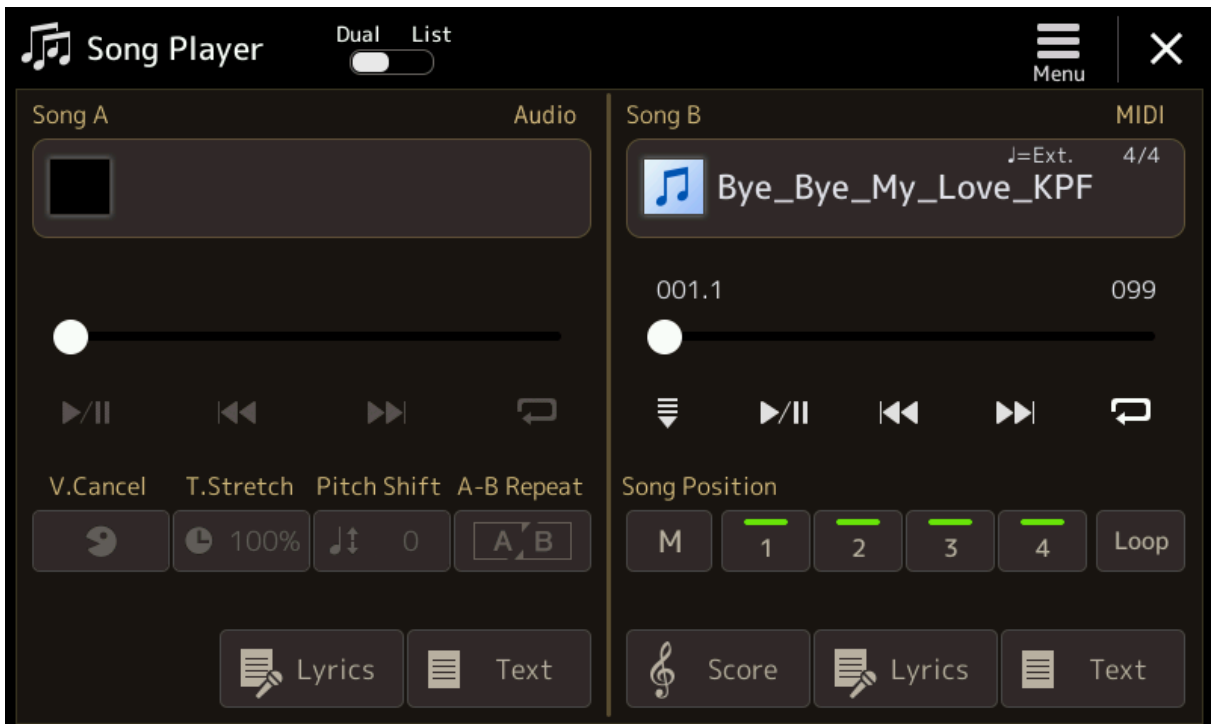 Song Player
Dual List
Menu
Song A
Audio
V.Cancel T.Stretch Pitch Shift A-B Repeat
100% 0 A B
Lyrics Text
Song B
MIDI
♩=Ext. 4/4
Bye_Bye_My_Love_KPF
001.1 099
Song Position
M 1 2 3 4 Loop
Score Lyrics Text